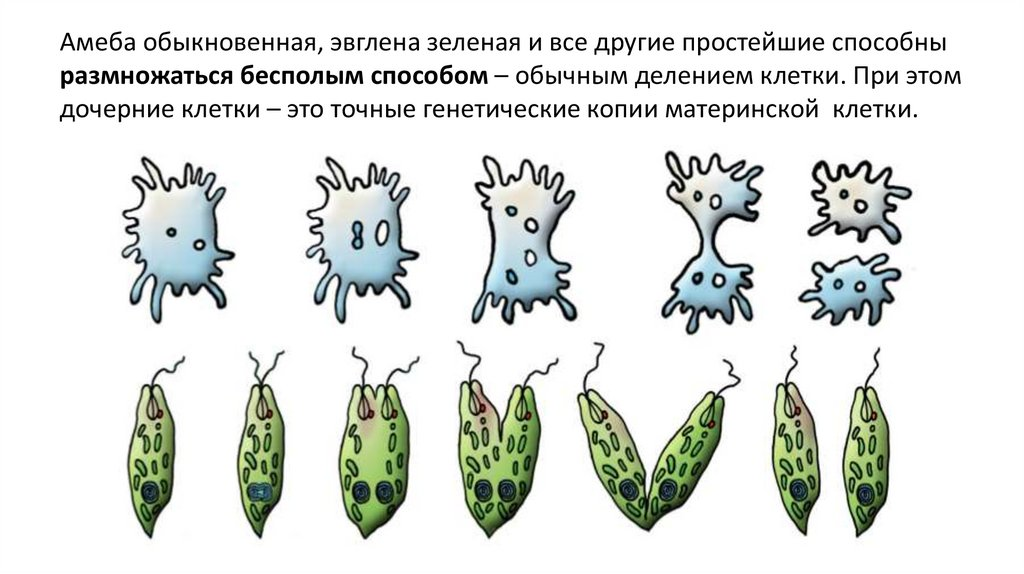 Амеба обыкновенная, эвглена зеленая и все другие простейшие способны
размножаться бесполым способом – обычным делением клетки. При этом
дочерние клетки – это точные генетические копии материнской  клетки.